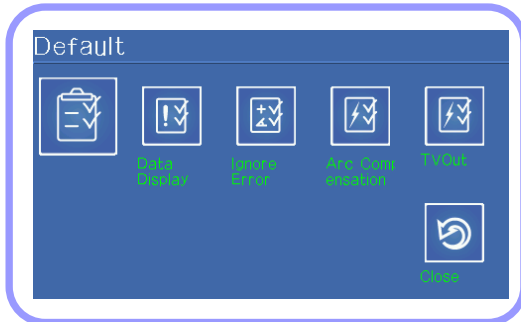 Default
Data
Display
Ignore
Error
Arc Comp
ensation
TVOut
Close